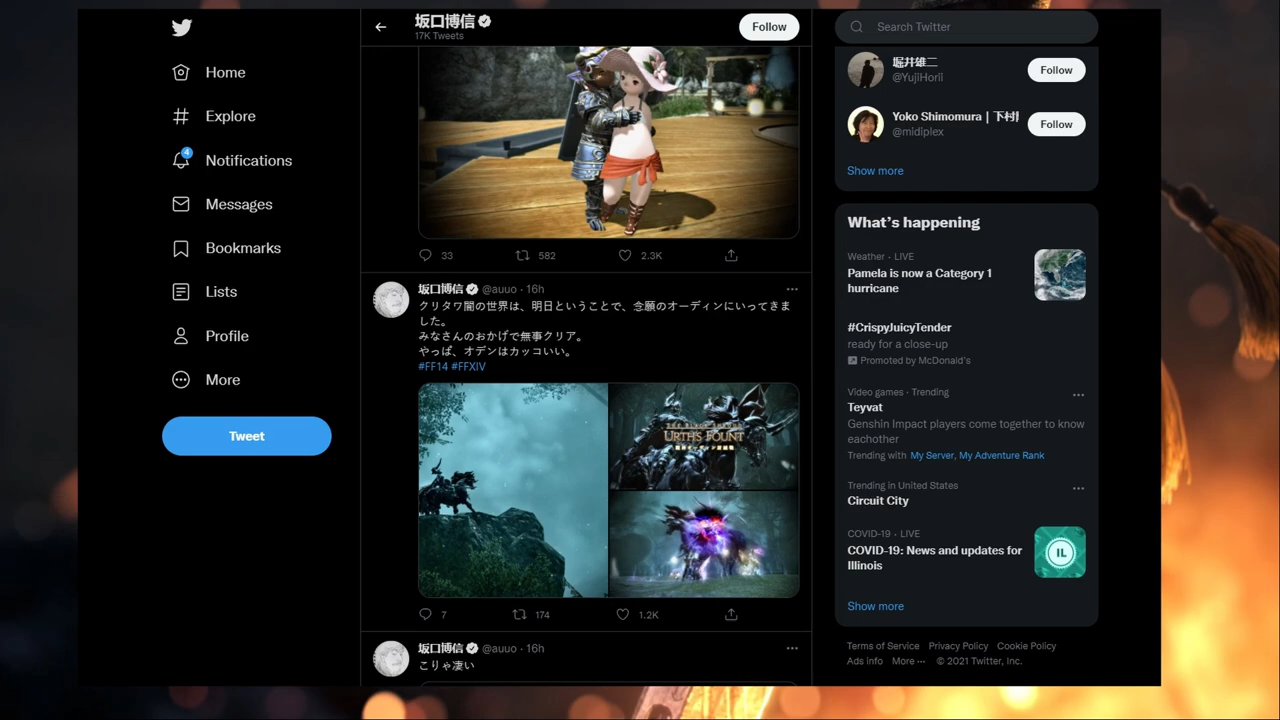 Home
Explore
4
Notifications
Messages
Bookmarks
Lists
Profile
More
Tweet
坂口博信
17K Tweets
Follow
33
582
2.3K
坂口博信 @auuo · 16h
クリタワ闇の世界は、明日ということで、念願のオーディンにいってきま
した。
みなさんのおかげで無事クリア。
やっぱ、オデンはカッコいい。
#FF14 #FFXIV
URTH'S FOUNT
7
174
1.2K
坂口博信 @auuo · 16h
こりゃ凄い
Search Twitter
堀井雄二
@YujiHorii
Follow
Yoko Shimomura | 下村
@midiplex
Follow
Show more
What's happening
Weather · LIVE
Pamela is now a Category 1
hurricane
#CrispyJuicyTender
ready for a close-up
Promoted by McDonald's
Video games · Trending
Teyvat
Genshin Impact players come together to know
eachother
Trending with My Server, My Adventure Rank
Trending in United States
Circuit City
COVID-19 · LIVE
COVID-19: News and updates for
Illinois
IL
Show more
Terms of Service Privacy Policy Cookie Policy
Ads info More ··· © 2021 Twitter, Inc.